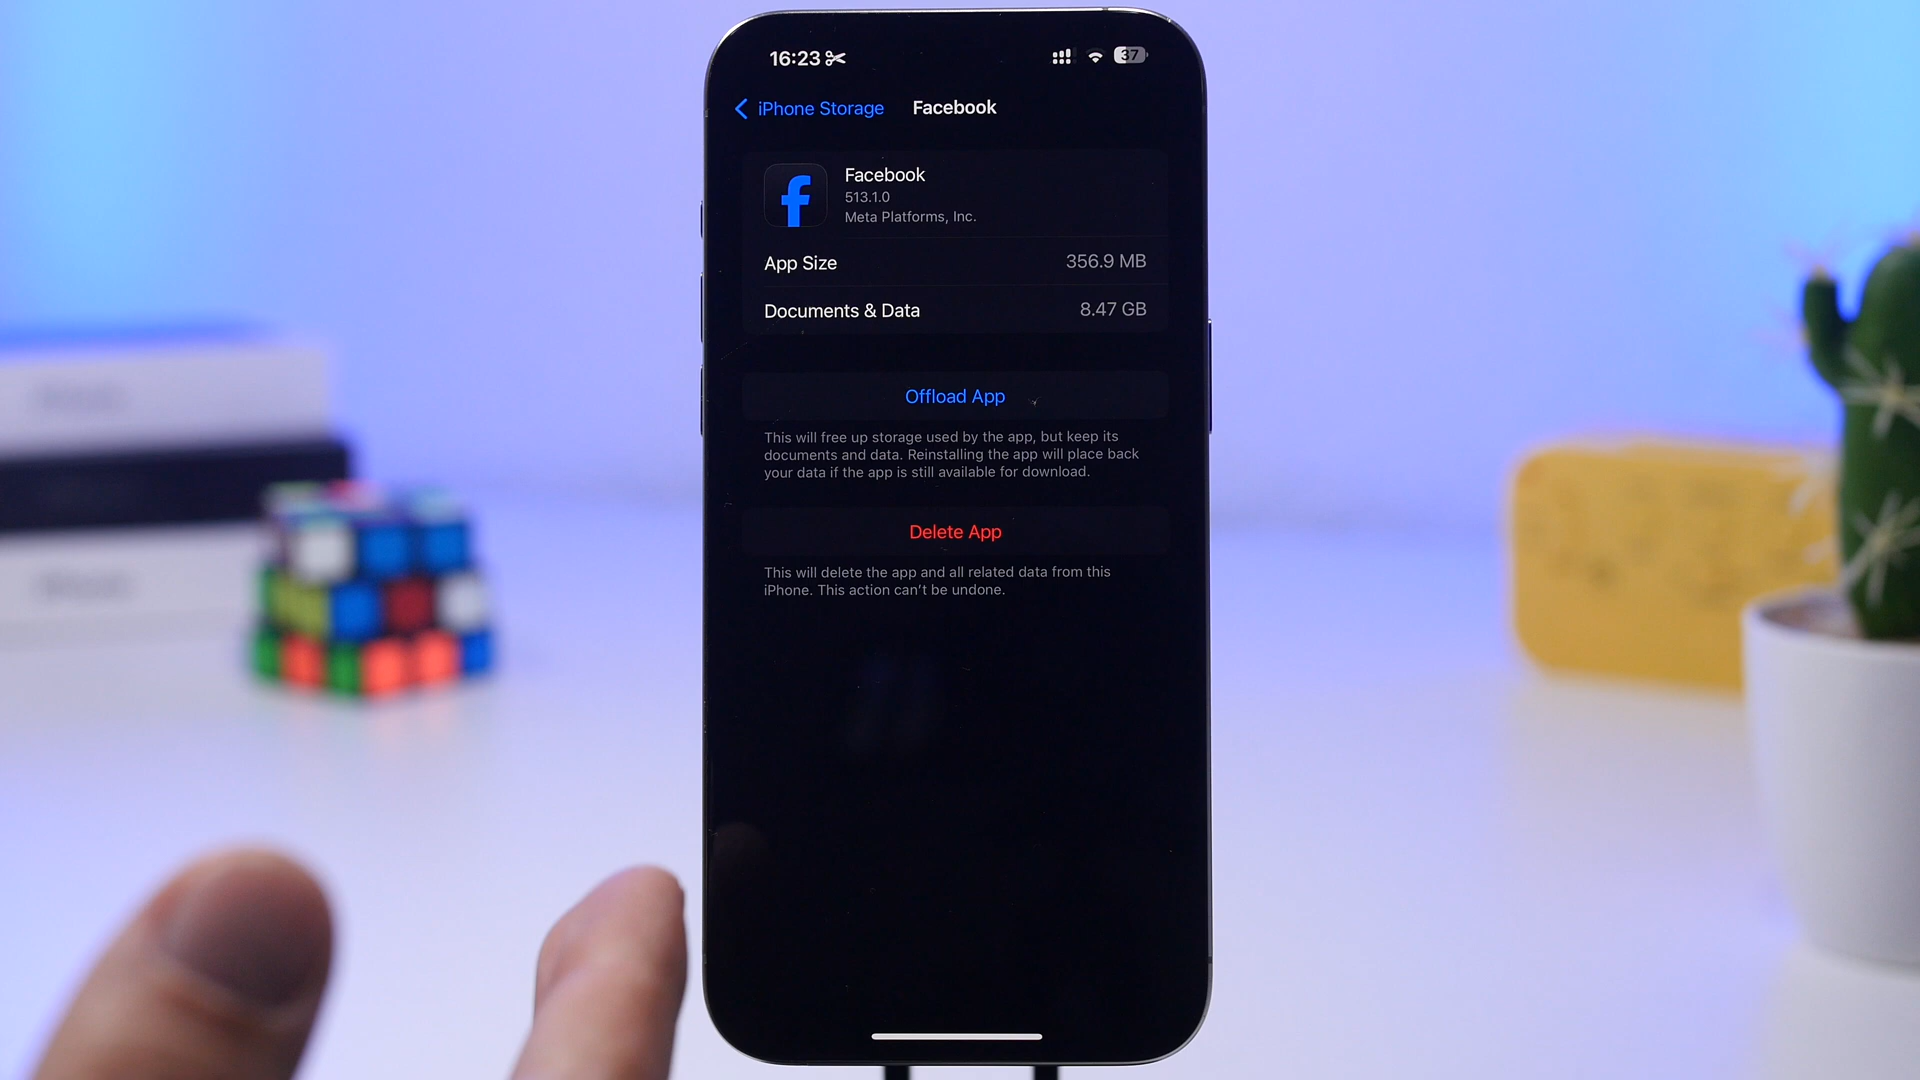 16:23
37
iPhone Storage Facebook
Facebook
513.1.0
Meta Platforms, Inc.
App Size 356.9 MB
Documents & Data 8.47 GB
Offload App
This will free up storage used by the app, but keep its
documents and data. Reinstalling the app will place back
your data if the app is still available for download.
Delete App
This will delete the app and all related data from this
iPhone. This action can't be undone.